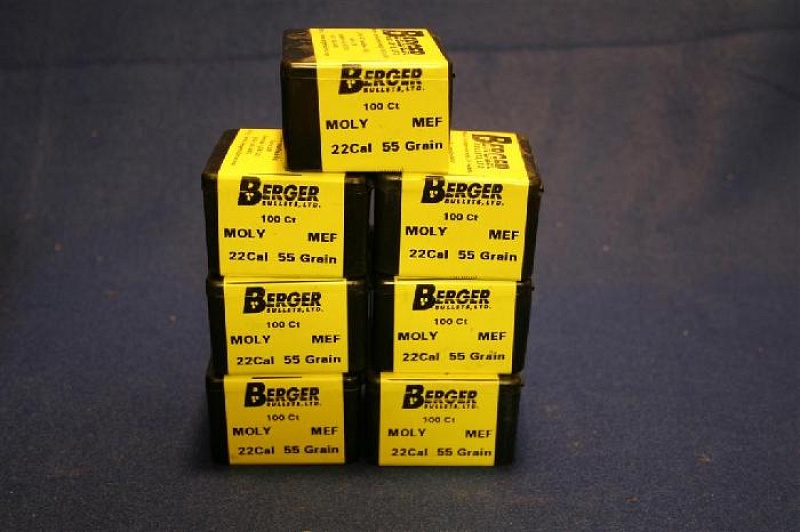 BERGER
BULLETS, LTD.
100 Ct
MOLY MEF
22Cal 55 Grain
BERGER
BULLETS, LTD.
100 Ct
MOLY MEF
22Cal 55 Grain
BERGER
BULLETS, LTD.
100 Ct
MOLY MEF
22Cal 55 Grain
BERGER
BULLETS, LTD.
100 Ct
MOLY MEF
22Cal 55 Grain
BERGER
BULLETS, LTD.
100 Ct
MOLY MEF
22Cal 55 Grain
BERGER
BULLETS, LTD.
100 Ct
MOLY MEF
22Cal 55 Grain
BERGER
BULLETS, LTD.
100 Ct
MOLY MEF
22Cal 55 Grain